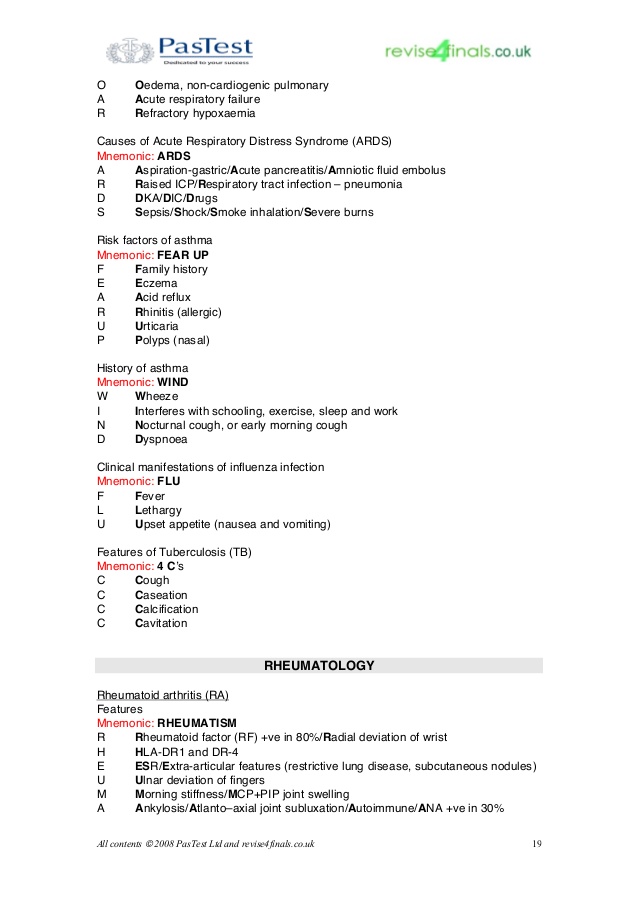 PasTest
Dedicated to your success
revise4finals.co.uk
O Oedema, non-cardiogenic pulmonary
A Acute respiratory failure
R Refractory hypoxaemia
Causes of Acute Respiratory Distress Syndrome (ARDS)
Mnemonic: ARDS
A Aspiration-gastric/Acute pancreatitis/Amniotic fluid embolus
R Raised ICP/Respiratory tract infection – pneumonia
D DKA/DIC/Drugs
S Sepsis/Shock/Smoke inhalation/Severe burns
Risk factors of asthma
Mnemonic: FEAR UP
F Family history
E Eczema
A Acid reflux
R Rhinitis (allergic)
U Urticaria
P Polyps (nasal)
History of asthma
Mnemonic: WIND
W Wheeze
I Interferes with schooling, exercise, sleep and work
N Nocturnal cough, or early morning cough
D Dyspnoea
Clinical manifestations of influenza infection
Mnemonic: FLU
F Fever
L Lethargy
U Upset appetite (nausea and vomiting)
Features of Tuberculosis (TB)
Mnemonic: 4 C's
C Cough
C Caseation
C Calcification
C Cavitation
RHEUMATOLOGY
Rheumatoid arthritis (RA)
Features
Mnemonic: RHEUMATISM
R Rheumatoid factor (RF) +ve in 80%/Radial deviation of wrist
H HLA-DR1 and DR-4
E ESR/Extra-articular features (restrictive lung disease, subcutaneous nodules)
U Ulnar deviation of fingers
M Morning stiffness/MCP+PIP joint swelling
A Ankylosis/Atlanto–axial joint subluxation/Autoimmune/ANA +ve in 30%
All contents © 2008 PasTest Ltd and revise4finals.co.uk 19